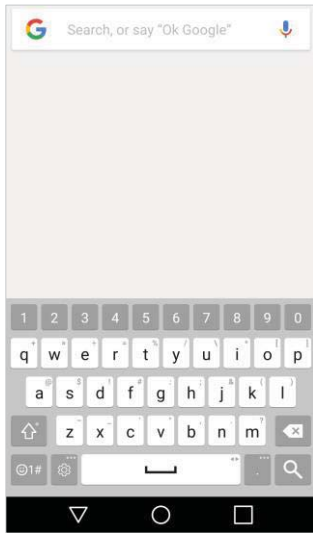 G Search, or say "Ok Google"
1 2 3 4 5 6 7 8 9 0
q w e r t y u i o p
a s d f g h j k l
z x c v b n m
1#
.